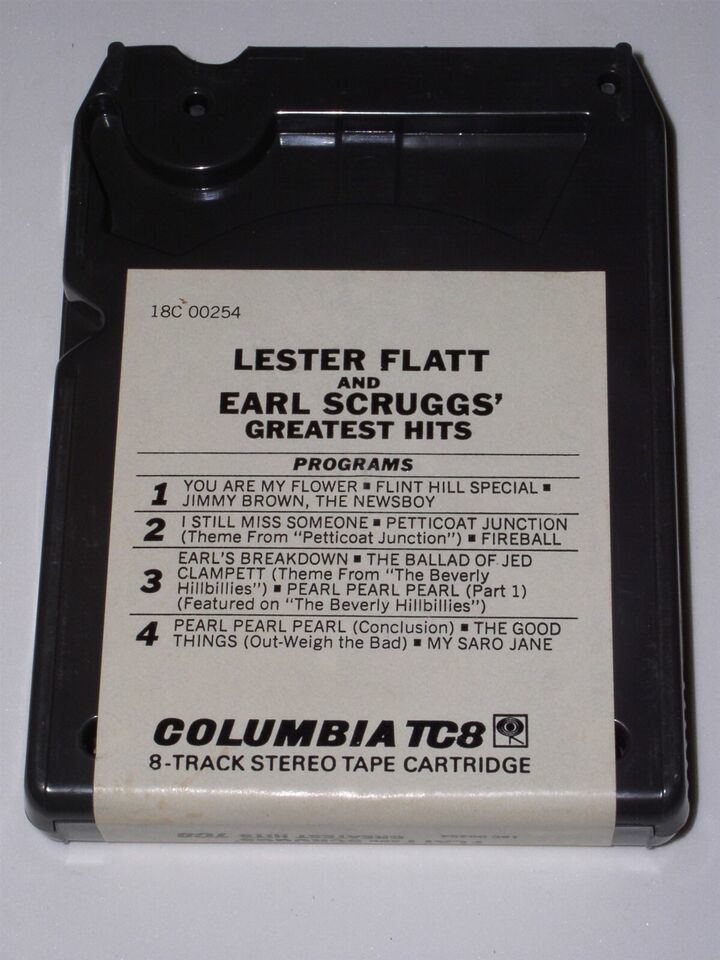 18C 00254
LESTER FLATT
AND
EARL SCRUGGS'
GREATEST HITS
PROGRAMS
1 YOU ARE MY FLOWER ▪ FLINT HILL SPECIAL ▪
JIMMY BROWN, THE NEWSBOY
2 I STILL MISS SOMEONE ▪ PETTICOAT JUNCTION
(Theme From "Petticoat Junction") ▪ FIREBALL
3 EARL'S BREAKDOWN ▪ THE BALLAD OF JED
CLAMPETT (Theme From "The Beverly
Hillbillies") ▪ PEARL PEARL PEARL (Part 1)
(Featured on "The Beverly Hillbillies")
4 PEARL PEARL PEARL (Conclusion) ▪ THE GOOD
THINGS (Out-Weigh the Bad) ▪ MY SARO JANE
COLUMBIA TC8
8-TRACK STEREO TAPE CARTRIDGE